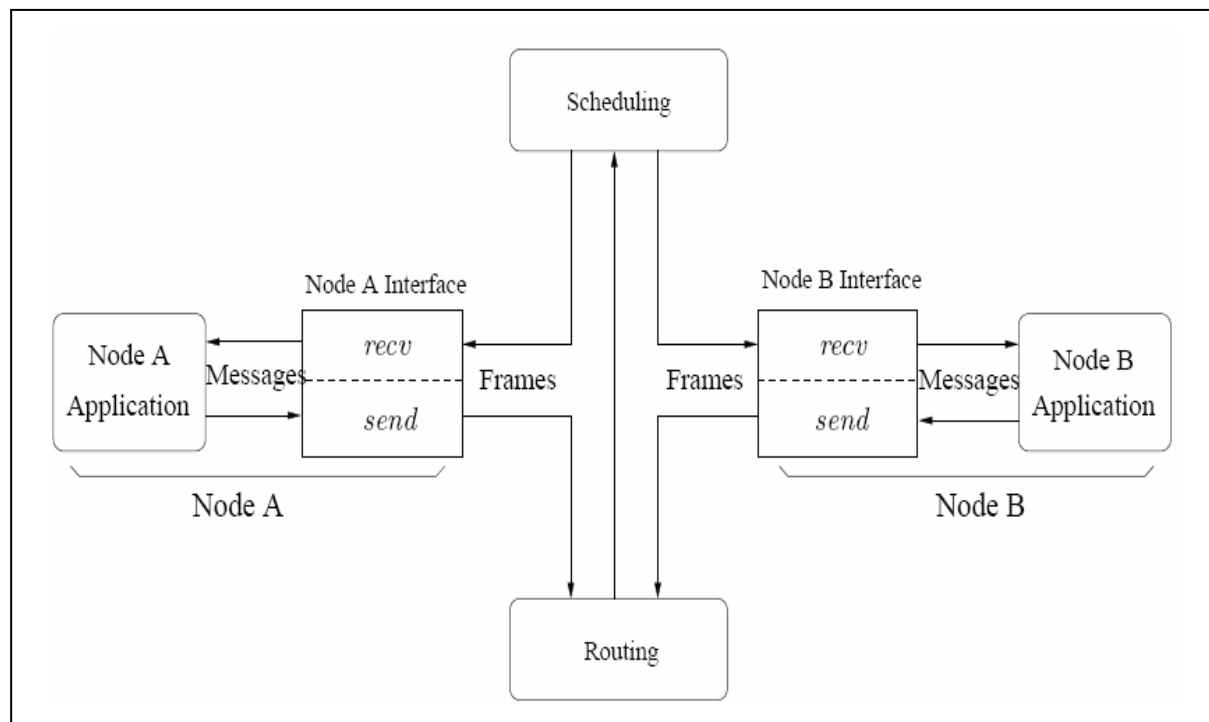 Scheduling
Node A Interface
Node B Interface
Node A
Application
Messages
recv
send
Frames
Frames
recv
send
Messages
Node B
Application
Node A
Node B
Routing